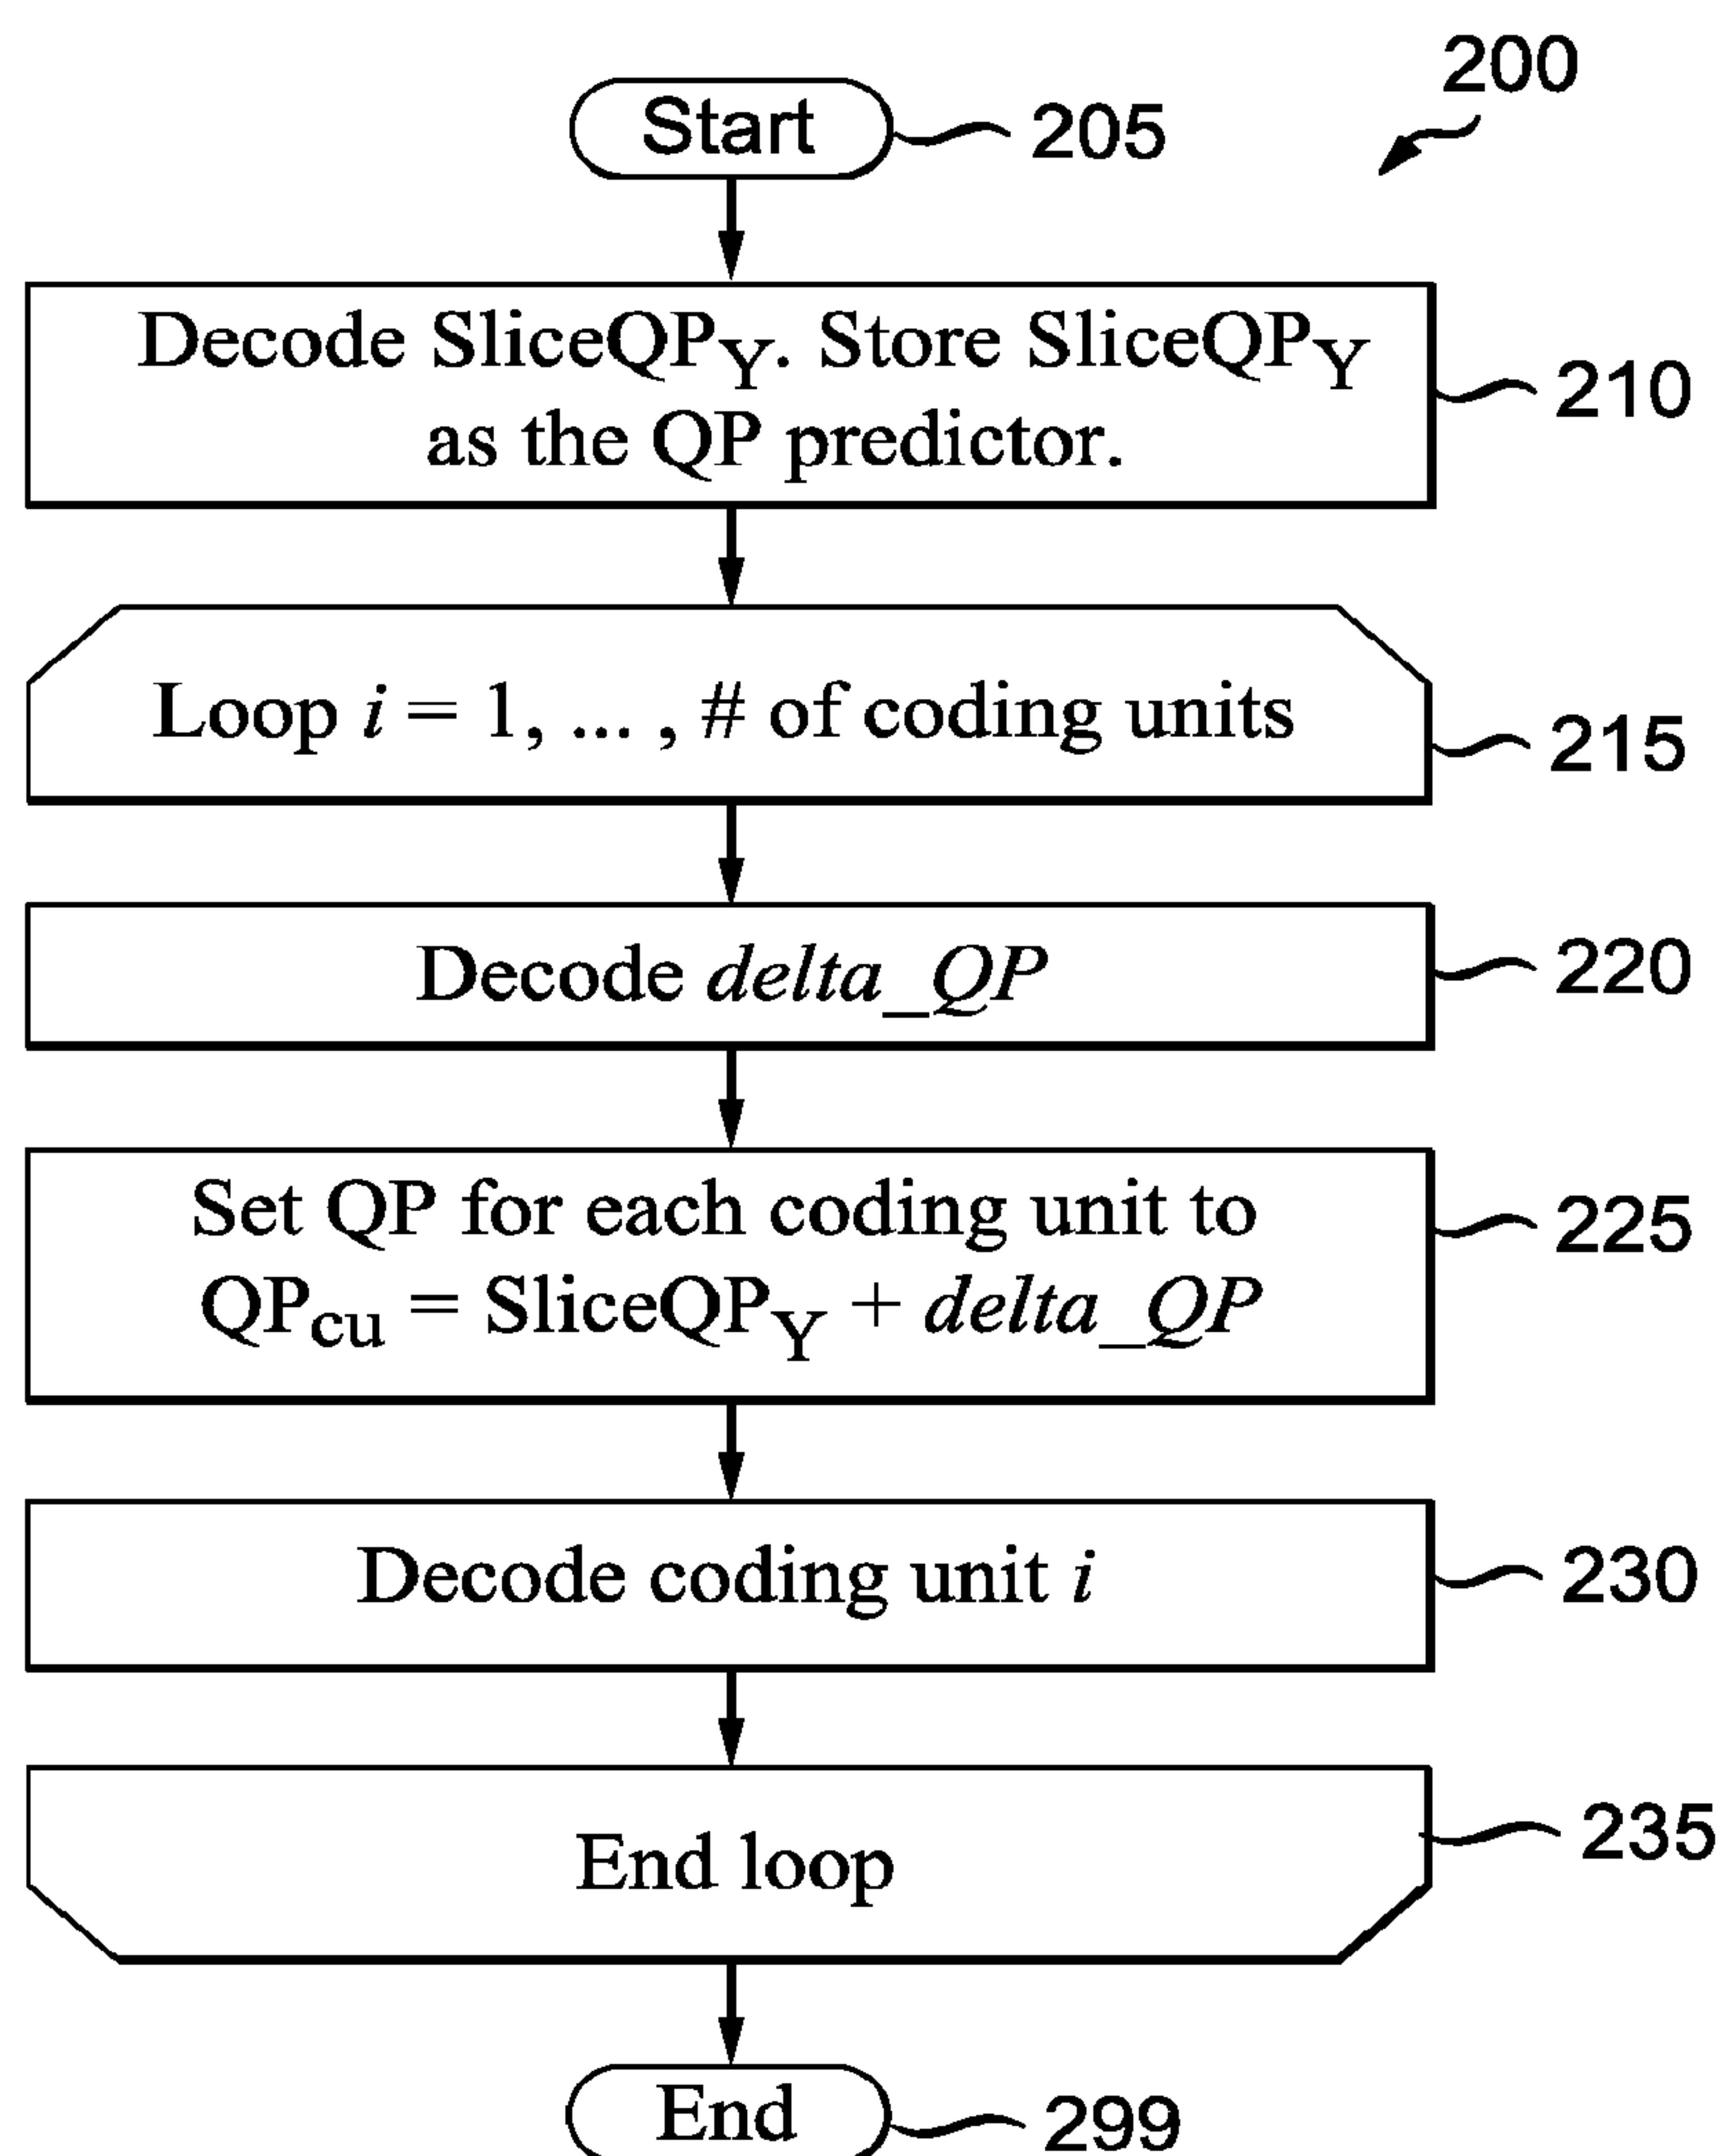 200
Start
205
Decode SliceQPY. Store SliceQPY
as the QP predictor.
210
Loop i = 1, ... , # of coding units
215
Decode delta_QP
220
Set QP for each coding unit to
QPcu = SliceQPY + delta_QP
225
Decode coding unit i
230
End loop
235
End
299